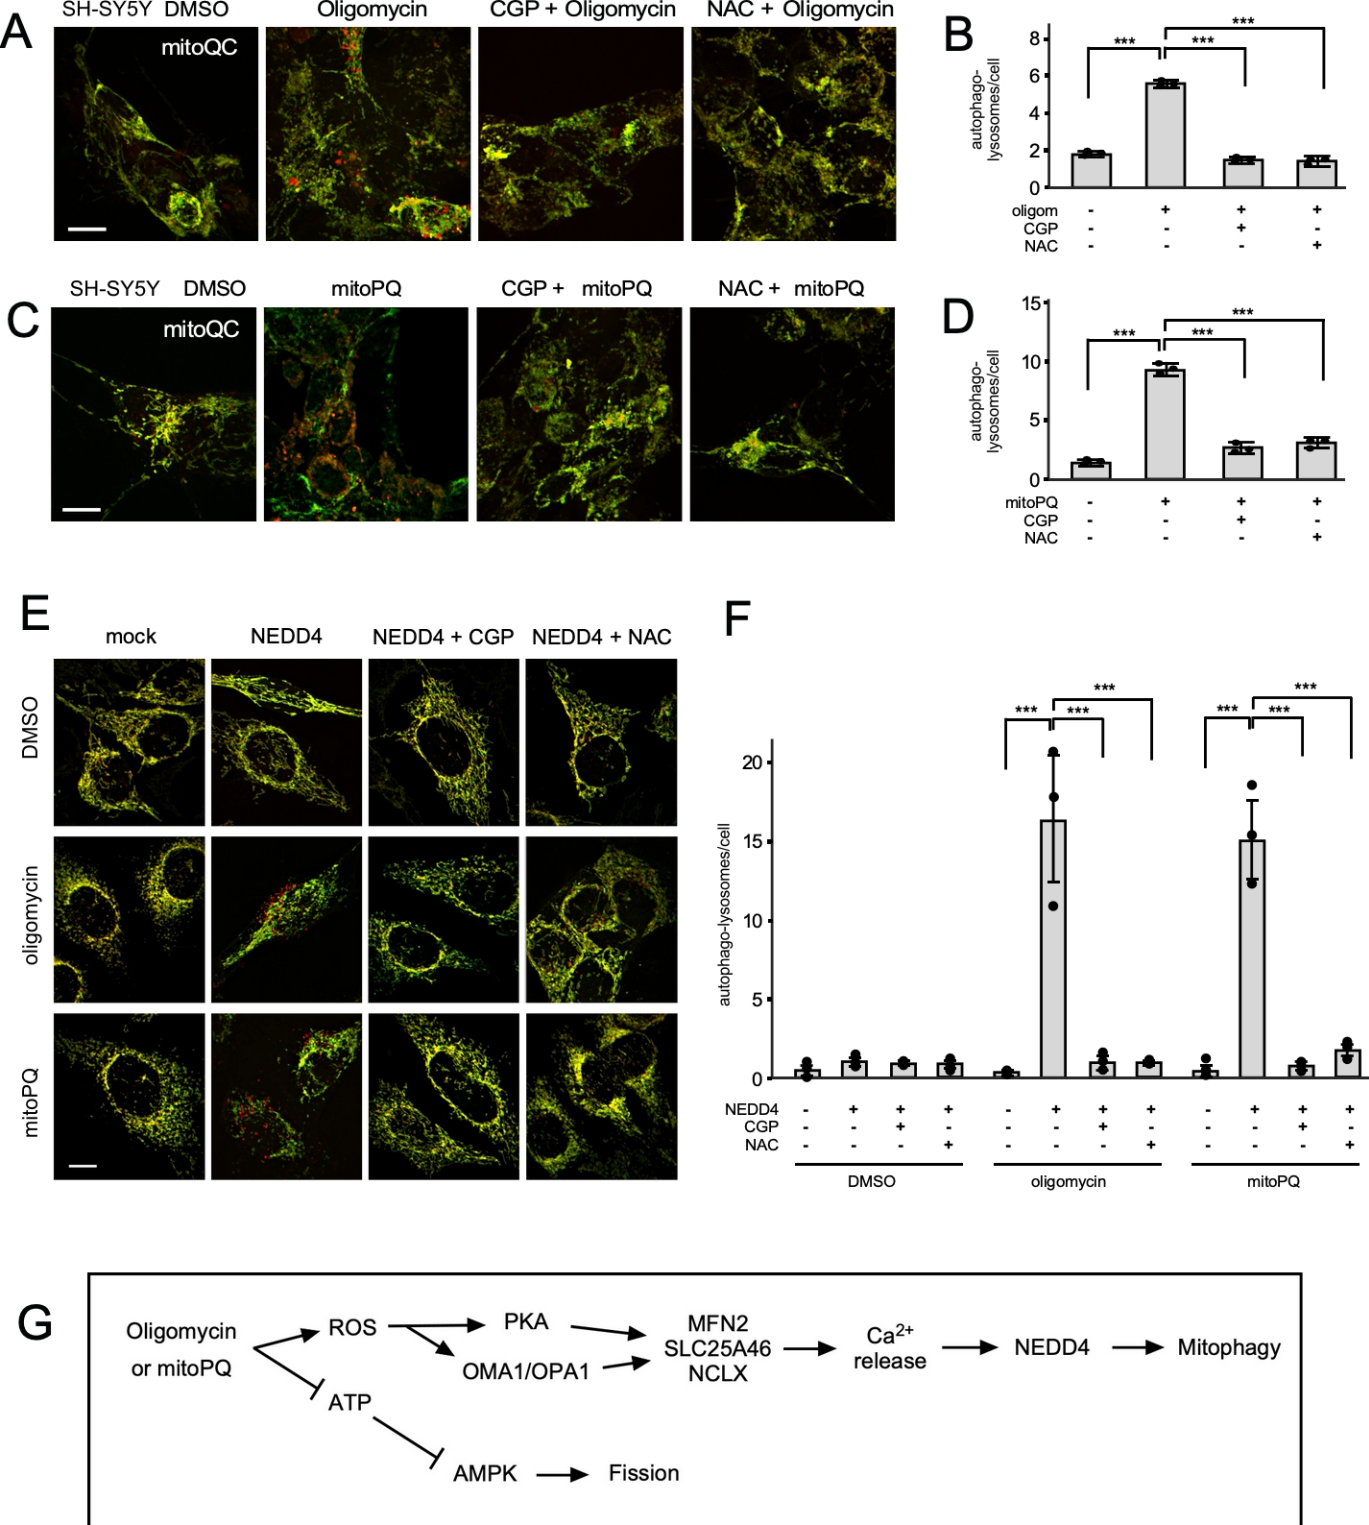 A
SH-SY5Y DMSO
Oligomycin
CGP + Oligomycin
NAC + Oligomycin
mitoQC
B
autophago-
lysosomes/cell
8
6
4
2
0
***
***
***
oligom - + + +
CGP - - + -
NAC - - - +
C
SH-SY5Y DMSO
mitoPQ
CGP + mitoPQ
NAC + mitoPQ
mitoQC
D
autophago-
lysosomes/cell
15
10
5
0
***
***
***
mitoPQ - + + +
CGP - - + -
NAC - - - +
E
mock
NEDD4
NEDD4 + CGP
NEDD4 + NAC
DMSO
oligomycin
mitoPQ
F
autophago-lysosomes/cell
20
15
10
5
0
***
***
***
***
***
***
NEDD4 - + + + - + + + - + + +
CGP - - + - - - + - - - + -
NAC - - - + - - - + - - - +
DMSO
oligomycin
mitoPQ
G
Oligomycin
or mitoPQ
ROS
ATP
PKA
OMA1/OPA1
AMPK
Fission
MFN2
SLC25A46
NCLX
Ca2+
release
NEDD4
Mitophagy